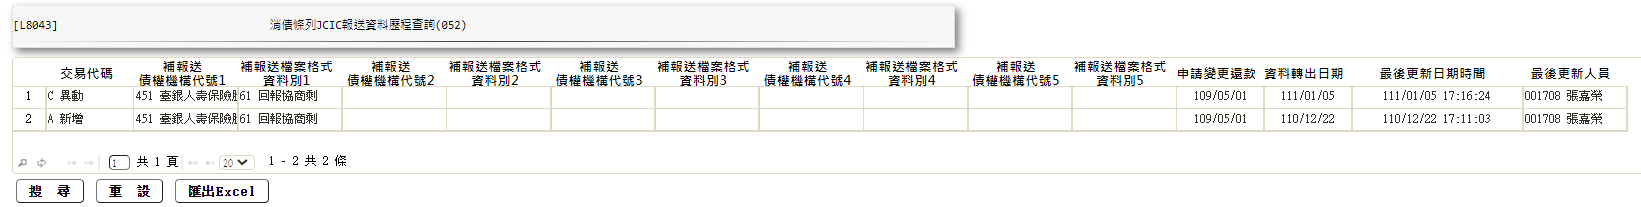 [L8043] 消債條列JCIC報送資料歷程查詢(052)
交易代碼 補報送債權機構代號1 補報送檔案格式資料別1 補報送債權機構代號2 補報送檔案格式資料別2 補報送債權機構代號3 補報送檔案格式資料別3 補報送債權機構代號4 補報送檔案格式資料別4 補報送債權機構代號5 補報送檔案格式資料別5 申請變更還款 資料轉出日期 最後更新日期時間 最後更新人員
1 C 異動 451 臺銀人壽保險 61 回報協商剩 109/05/01 111/01/05 111/01/05 17:16:24 001708 張嘉榮
2 A 新增 451 臺銀人壽保險 61 回報協商剩 109/05/01 110/12/22 110/12/22 17:11:03 001708 張嘉榮
1 共 1 頁 20 1 - 2 共 2 條
搜 尋 重 設 匯出Excel